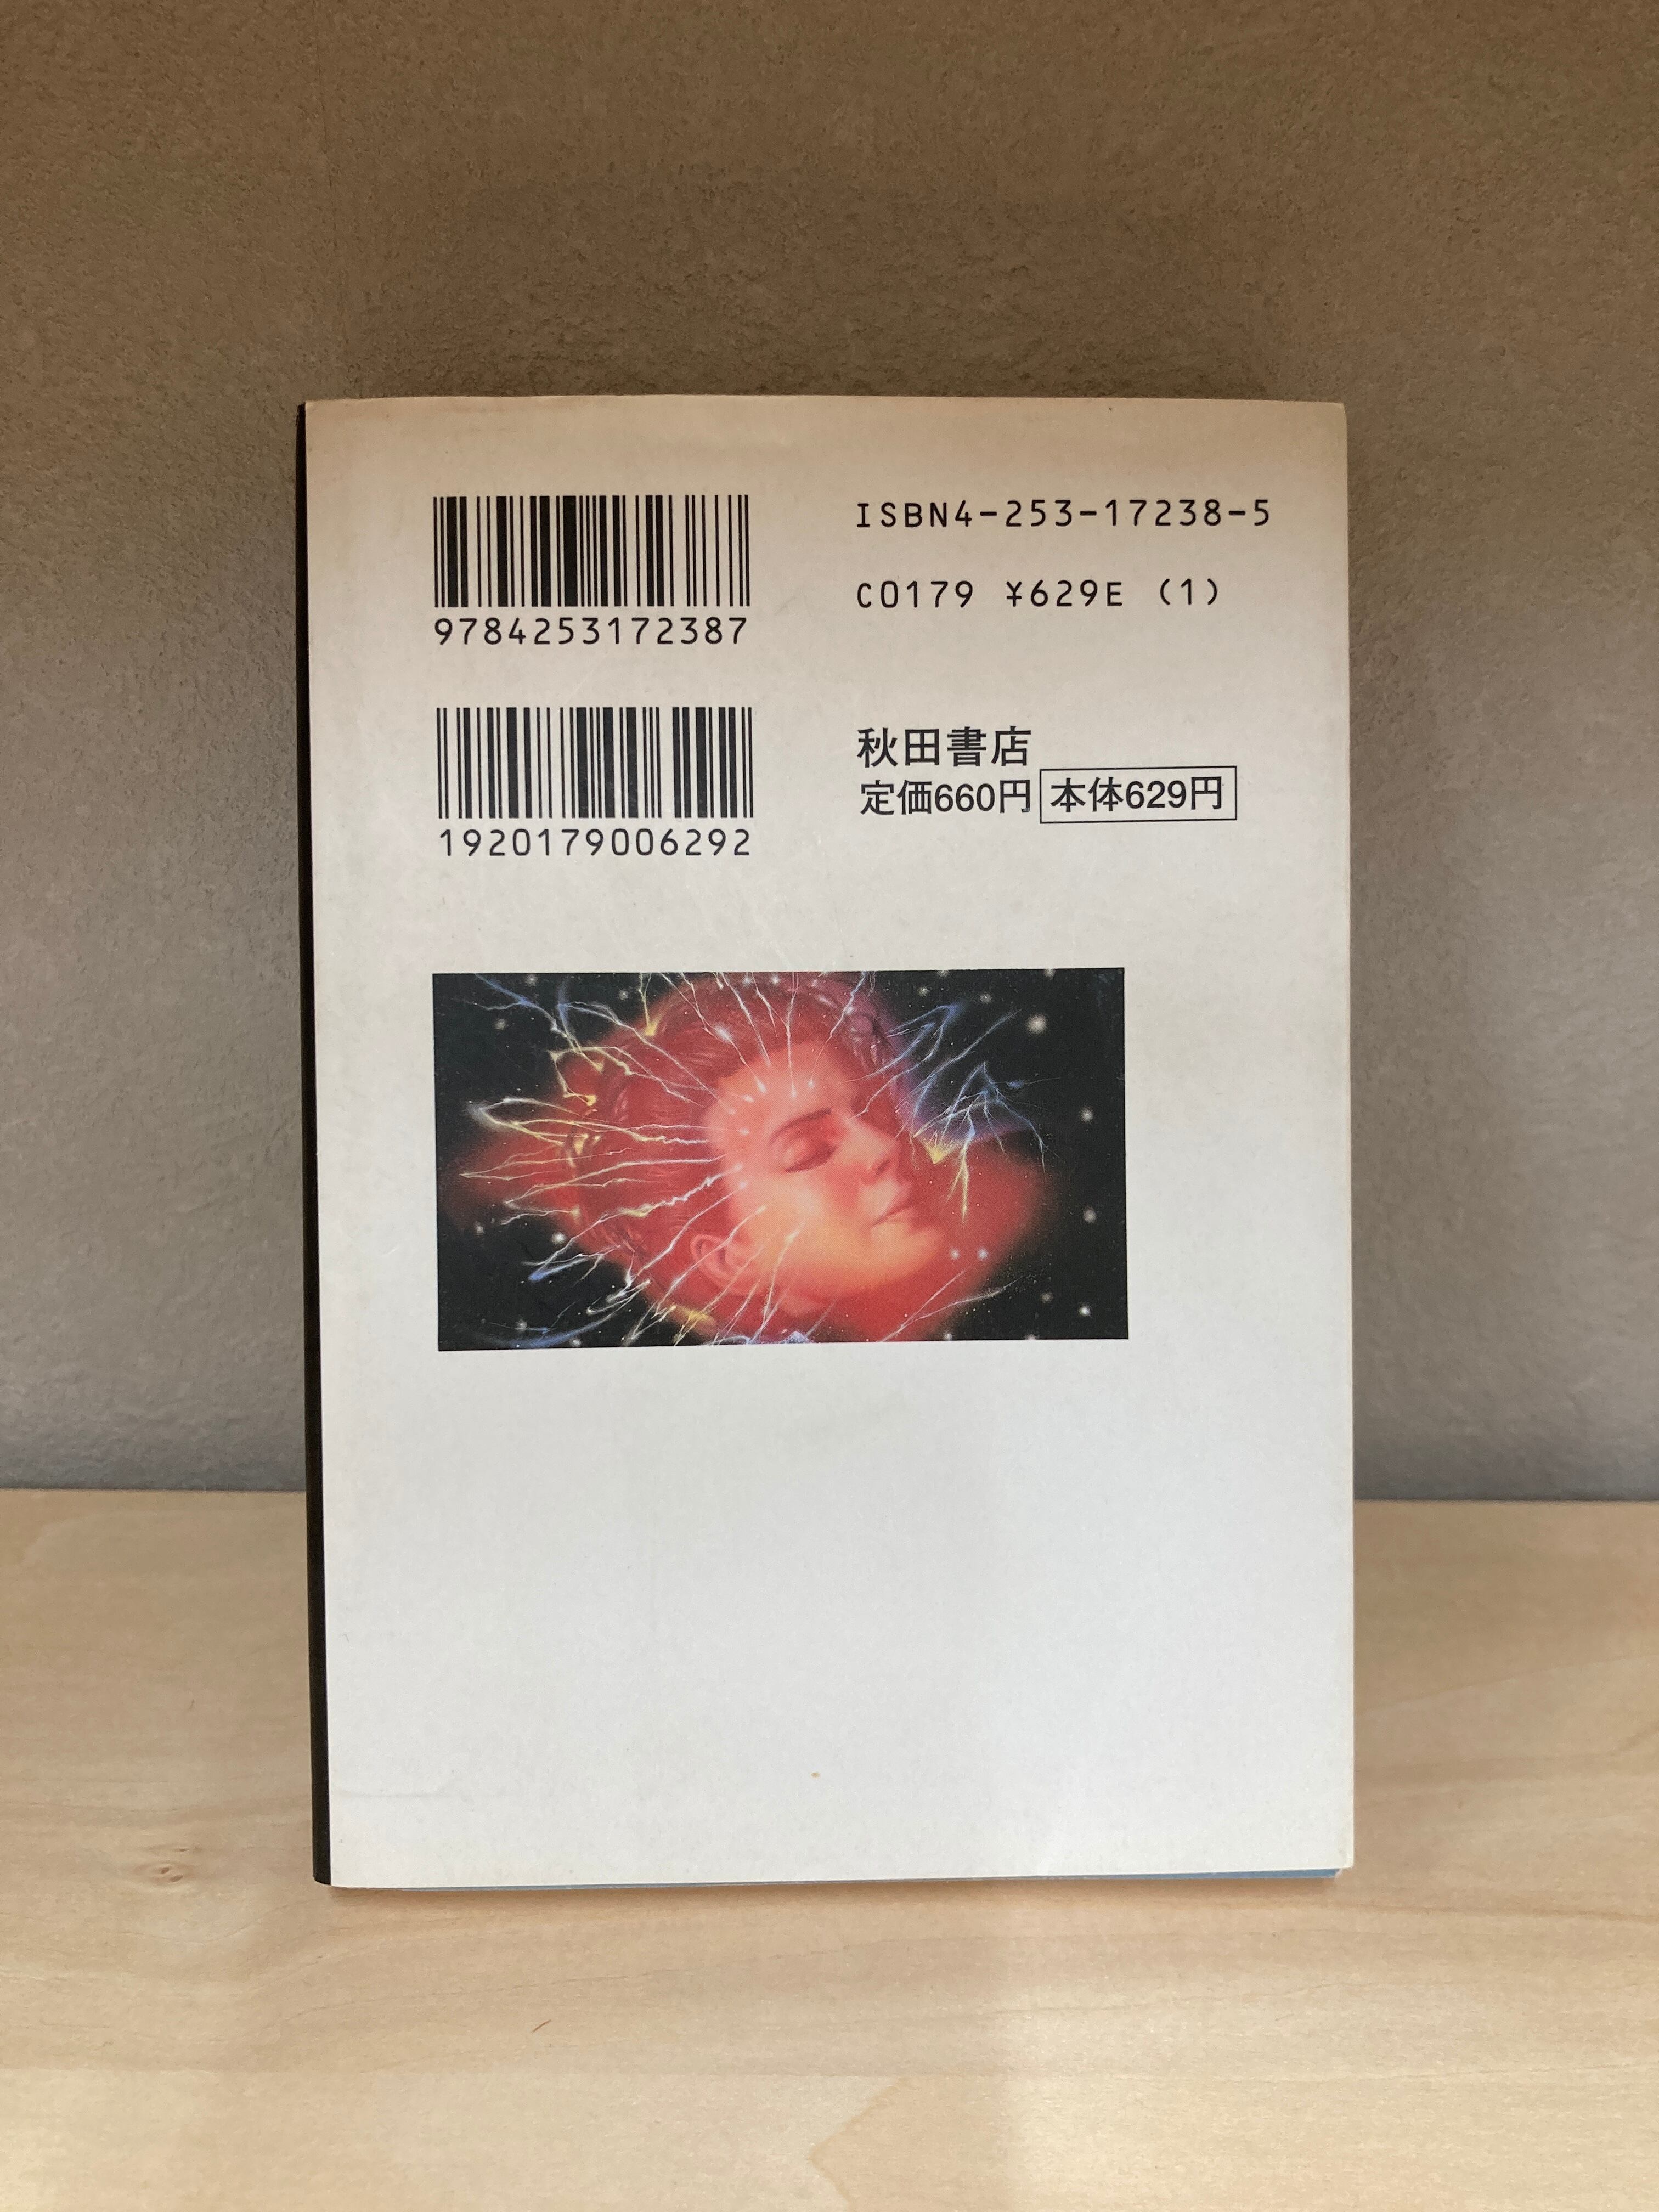 9784253172387
ISBN4-253-17238-5
C0179 ¥629E (1)
1920179006292
秋田書店
定価660円 本体629円